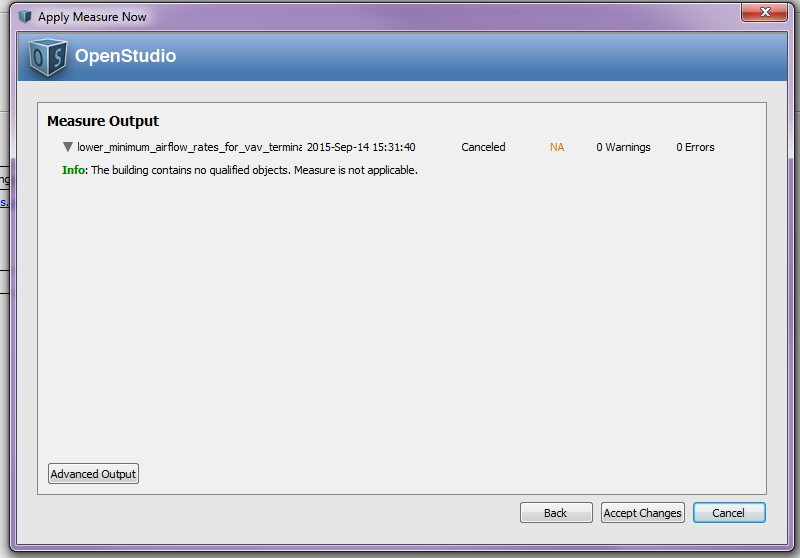 Apply Measure Now
OS OpenStudio
Measure Output
lower_minimum_airflow_rates_for_vav_termina 2015-Sep-14 15:31:40 Canceled NA 0 Warnings 0 Errors
Info: The building contains no qualified objects. Measure is not applicable.
ng
s.
Advanced Output
Back Accept Changes Cancel